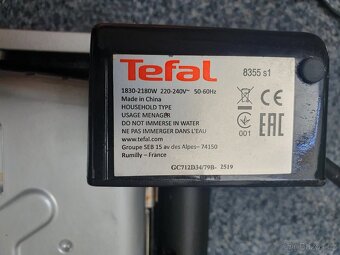 Tefal
8355 s1
1830-2180W 220-240V~ 50-60Hz
Made in China
HOUSEHOLD TYPE
USAGE MENAGER
DO NOT IMMERSE IN WATER
NE PAS IMMERGER DANS L'EAU
www.tefal.com
Groupe SEB 15 av des Alpes– 74150
Rumilly – France
CE
001
EAC
GC712D34/79B- 2519